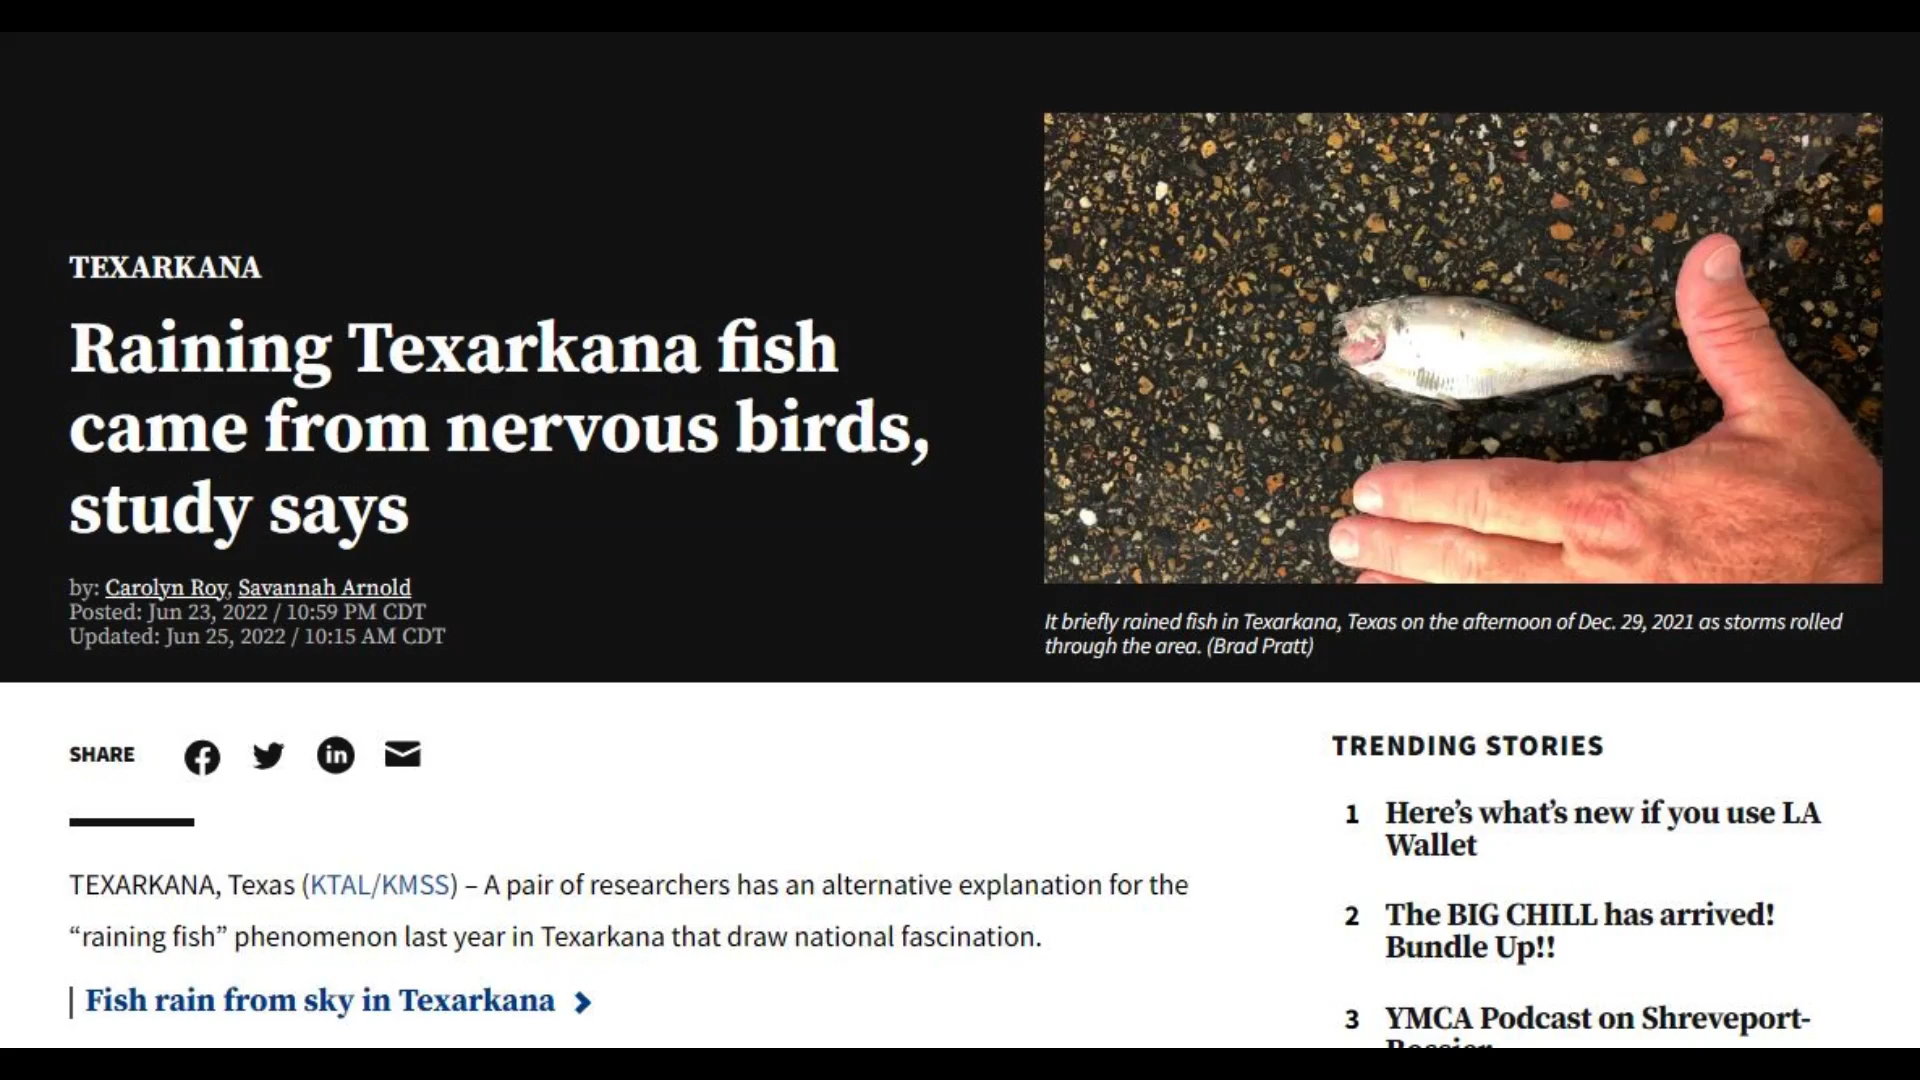 TEXARKANA
Raining Texarkana fish
came from nervous birds,
study says
by: Carolyn Roy, Savannah Arnold
Posted: Jun 23, 2022 / 10:59 PM CDT
Updated: Jun 25, 2022 / 10:15 AM CDT
It briefly rained fish in Texarkana, Texas on the afternoon of Dec. 29, 2021 as storms rolled
through the area. (Brad Pratt)
SHARE
in
TEXARKANA, Texas (KTAL/KMSS) – A pair of researchers has an alternative explanation for the
“raining fish” phenomenon last year in Texarkana that draw national fascination.
Fish rain from sky in Texarkana
TRENDING STORIES
1 Here’s what’s new if you use LA
Wallet
2 The BIG CHILL has arrived!
Bundle Up!!
3 YMCA Podcast on Shreveport-